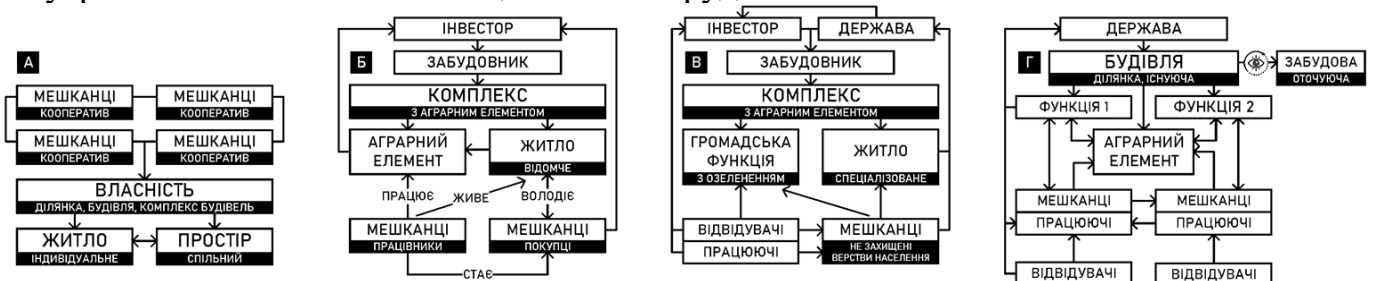 А
МЕШКАНЦІ
КООПЕРАТИВ
МЕШКАНЦІ
КООПЕРАТИВ
МЕШКАНЦІ
КООПЕРАТИВ
МЕШКАНЦІ
КООПЕРАТИВ
ВЛАСНІСТЬ
ДІЛЯНКА, БУДІВЛЯ, КОМПЛЕКС БУДІВЕЛЬ
ЖИТЛО
ІНДИВІДУАЛЬНЕ
ПРОСТІР
СПІЛЬНИЙ
Б
ІНВЕСТОР
ЗАБУДОВНИК
КОМПЛЕКС
З АГРАРНИМ ЕЛЕМЕНТОМ
АГРАРНИЙ
ЕЛЕМЕНТ
ЖИТЛО
ВІДОМЧЕ
ПРАЦЮЄ
ЖИВЕ
ВОЛОДІЄ
МЕШКАНЦІ
ПРАЦІВНИКИ
МЕШКАНЦІ
ПОКУПЦІ
СТАЄ
В
ІНВЕСТОР
ДЕРЖАВА
ЗАБУДОВНИК
КОМПЛЕКС
З АГРАРНИМ ЕЛЕМЕНТОМ
ГРОМАДСЬКА
ФУНКЦІЯ
З ОЗЕЛЕНЕННЯМ
ЖИТЛО
СПЕЦІАЛІЗОВАНЕ
ВІДВІДУВАЧІ
ПРАЦЮЮЧІ
МЕШКАНЦІ
НЕ ЗАХИЩЕНІ
ВЕРСТВИ НАСЕЛЕННЯ
Г
ДЕРЖАВА
БУДІВЛЯ
ДІЛЯНКА, ІСНУЮЧА
ЗАБУДОВА
ОТОЧУЮЧА
ФУНКЦІЯ 1
ФУНКЦІЯ 2
АГРАРНИЙ
ЕЛЕМЕНТ
МЕШКАНЦІ
ПРАЦЮЮЧІ
МЕШКАНЦІ
ПРАЦЮЮЧІ
ВІДВІДУВАЧІ
ВІДВІДУВАЧІ